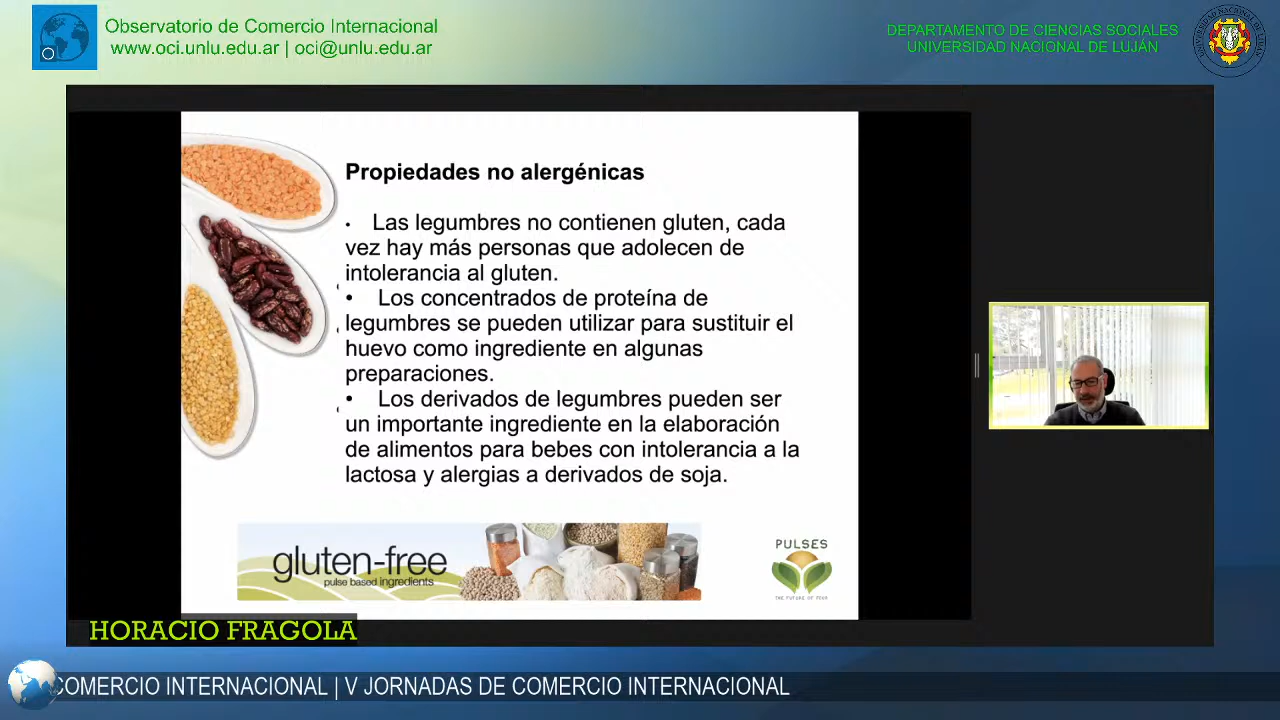 Observatorio de Comercio Internacional
www.oci.unlu.edu.ar | oci@unlu.edu.ar
DEPARTAMENTO DE CIENCIAS SOCIALES
UNIVERSIDAD NACIONAL DE LUJÁN
Propiedades no alergénicas
• Las legumbres no contienen gluten, cada
vez hay más personas que adolecen de
intolerancia al gluten.
• Los concentrados de proteína de
legumbres se pueden utilizar para sustituir el
huevo como ingrediente en algunas
preparaciones.
• Los derivados de legumbres pueden ser
un importante ingrediente en la elaboración
de alimentos para bebes con intolerancia a la
lactosa y alergias a derivados de soja.
gluten-free
pulse based ingredients
PULSES
THE FUTURE OF FOOD
HORACIO FRAGOLA
COMERCIO INTERNACIONAL | V JORNADAS DE COMERCIO INTERNACIONAL